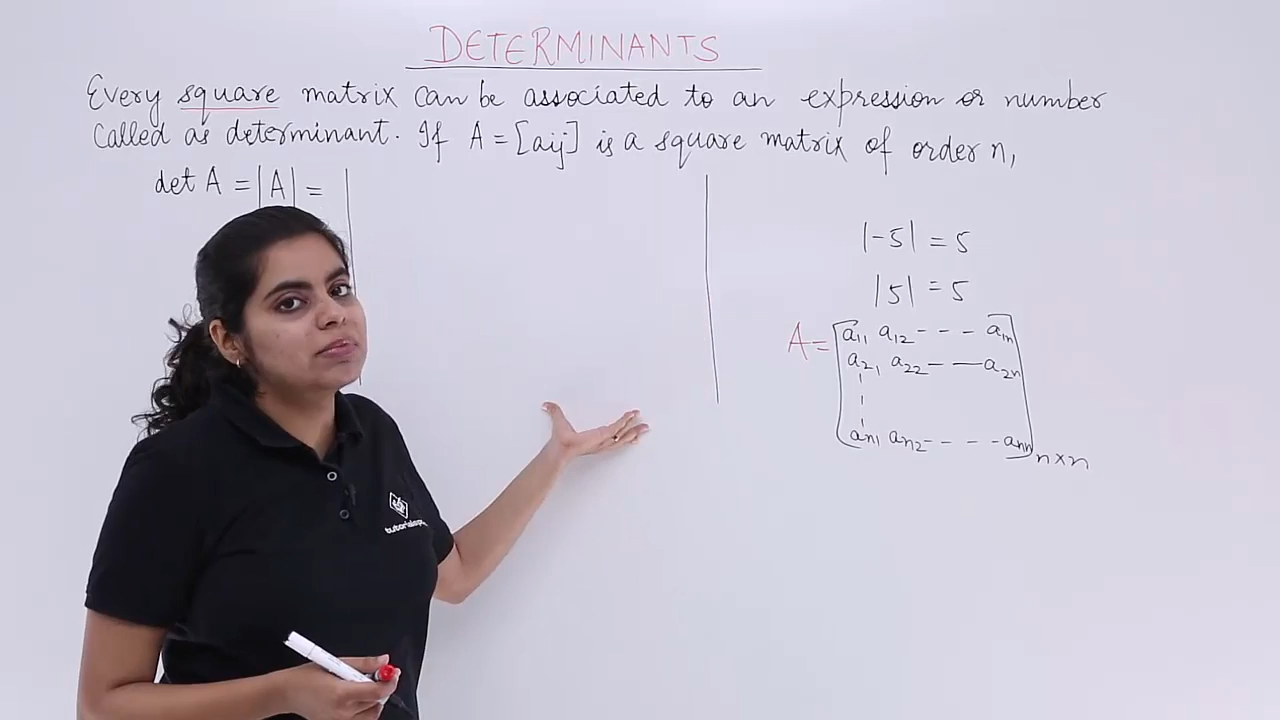 DETERMINANTS
Every square matrix can be associated to an expression or number
called as determinant. If A = [aij] is a square matrix of order n,
det A = |A| =
|-5| = 5
|5| = 5
A = [a11 a12 - - - a1n
a21 a22 - — a2n
an1 an2 - - - - ann] n×n